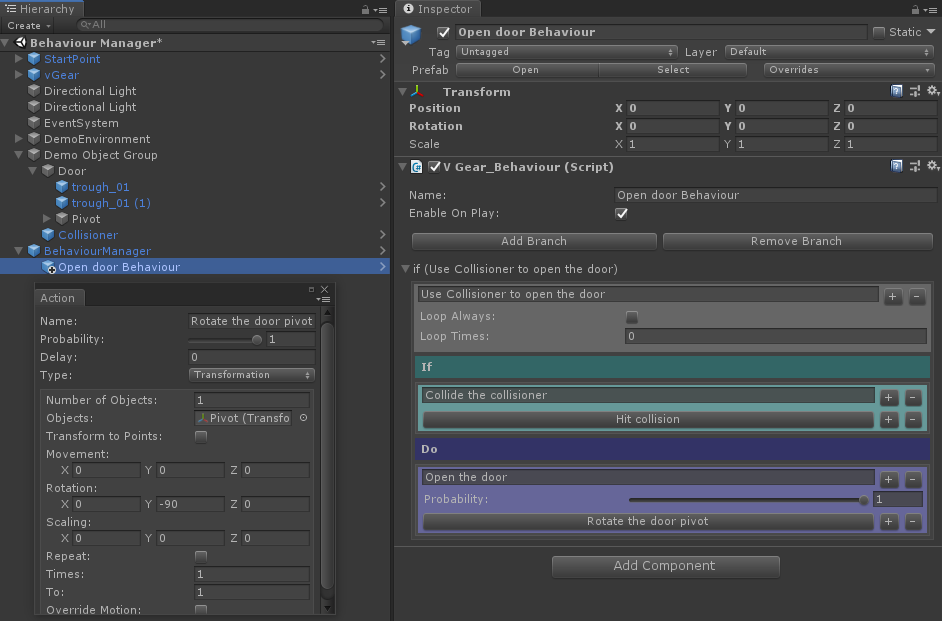 Hierarchy
Create
All
Behaviour Manager*
StartPoint
vGear
Directional Light
Directional Light
EventSystem
DemoEnvironment
Demo Object Group
Door
trough_01
trough_01 (1)
Pivot
Collisioner
BehaviourManager
Open door Behaviour
Action
Name: Rotate the door pivot
Probability: 1
Delay: 0
Type: Transformation
Number of Objects: 1
Objects: Pivot (Transfo
Transform to Points:
Movement:
X 0 Y 0 Z 0
Rotation:
X 0 Y -90 Z 0
Scaling:
X 0 Y 0 Z 0
Repeat:
Times: 1
To: 1
Override Motion:
Inspector
Open door Behaviour Static
Tag Untagged Layer Default
Prefab Open Select Overrides
Transform
Position X 0 Y 0 Z 0
Rotation X 0 Y 0 Z 0
Scale X 1 Y 1 Z 1
V Gear_Behaviour (Script)
Name: Open door Behaviour
Enable On Play:
Add Branch Remove Branch
if (Use Collisioner to open the door)
Use Collisioner to open the door + -
Loop Always:
Loop Times: 0
If
Collide the collisioner + -
Hit collision + -
Do
Open the door + -
Probability: 1
Rotate the door pivot + -
Add Component